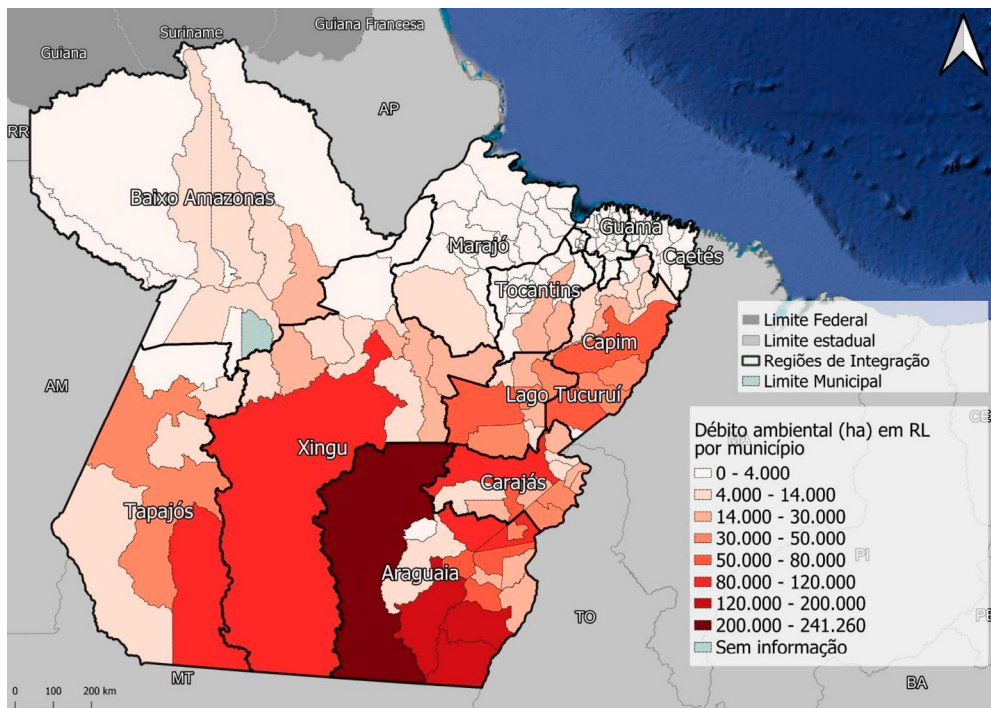 Guiana Francesa
Suriname
Guiana
AP
RR
Baixo Amazonas
Marajó
Guamá
Caetés
Tocantins
Capim
AM
Lago Tucuruí
Xingu
Carajás
Tapajós
Araguaia
TO
MT
MA
PI
CE
PE
BA
Limite Federal
Limite estadual
Regiões de Integração
Limite Municipal
Débito ambiental (ha) em RL
por município
0 - 4.000
4.000 - 14.000
14.000 - 30.000
30.000 - 50.000
50.000 - 80.000
80.000 - 120.000
120.000 - 200.000
200.000 - 241.260
Sem informação
0 100 200 km